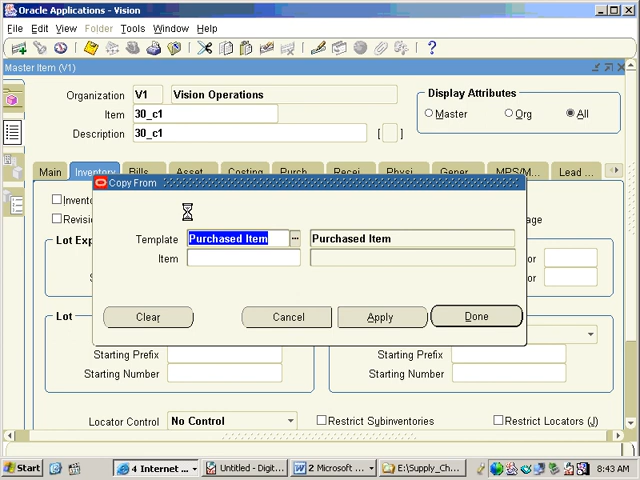 Oracle Applications - Vision
File Edit View Folder Tools Window Help
Master Item (V1)
Organization V1 Vision Operations
Display Attributes
Item 30_c1
Master Org All
Description 30_c1 [ ]
Main Inventory Bills... Asset... Costing Purch... Recei... Physi... Gener... MPS/M... Lead ...
Copy From
Template Purchased Item ... Purchased Item
Item
Clear Cancel Apply Done
Lot
Starting Prefix Starting Prefix
Starting Number Starting Number
Locator Control No Control Restrict Subinventories Restrict Locators (J)
Start 4 Internet ... Untitled - Digit... 2 Microsoft ... E:\Supply_Ch... 8:43 AM